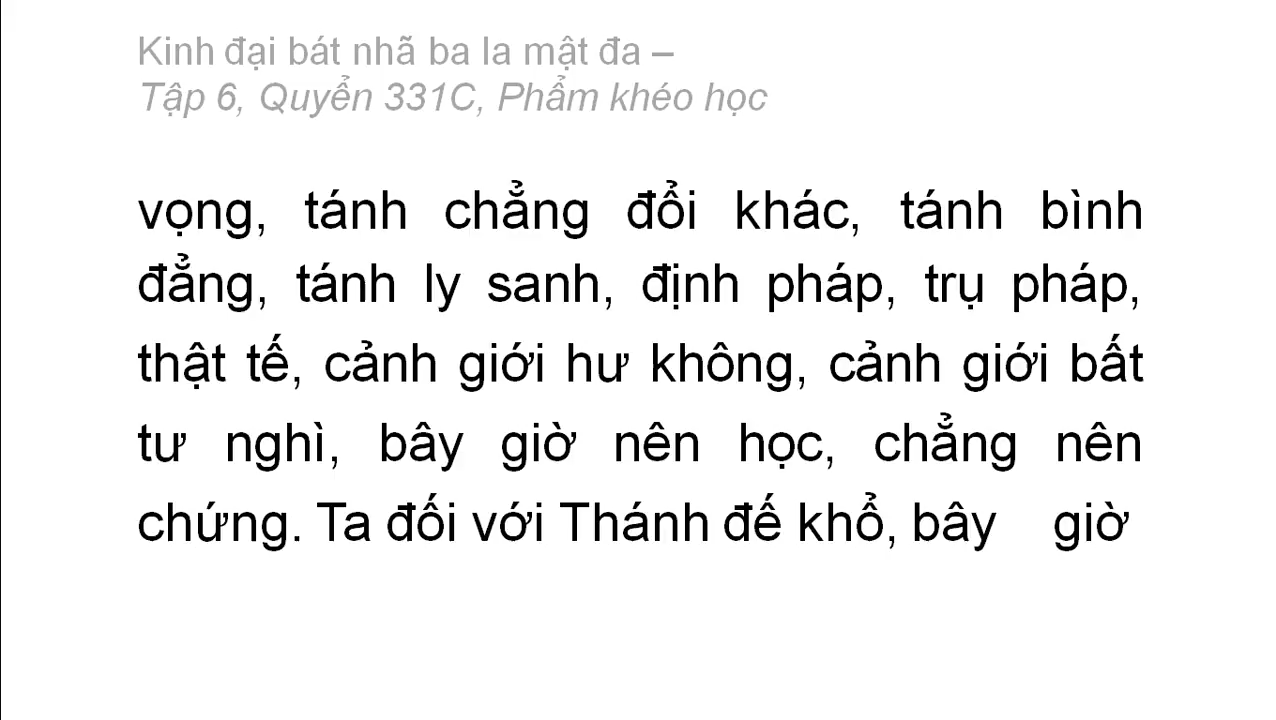 Kinh đại bát nhã ba la mật đa –
Tập 6, Quyển 331C, Phẩm khéo học
vọng, tánh chẳng đổi khác, tánh bình
đẳng, tánh ly sanh, định pháp, trụ pháp,
thật tế, cảnh giới hư không, cảnh giới bất
tư nghì, bây giờ nên học, chẳng nên
chứng. Ta đối với Thánh đế khổ, bây giờ